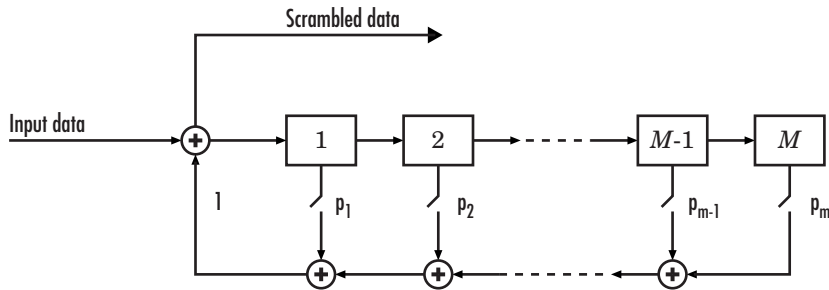 Scrambled data
Input data
1 2 M-1 M
1 p1 p2 pm-1 pm